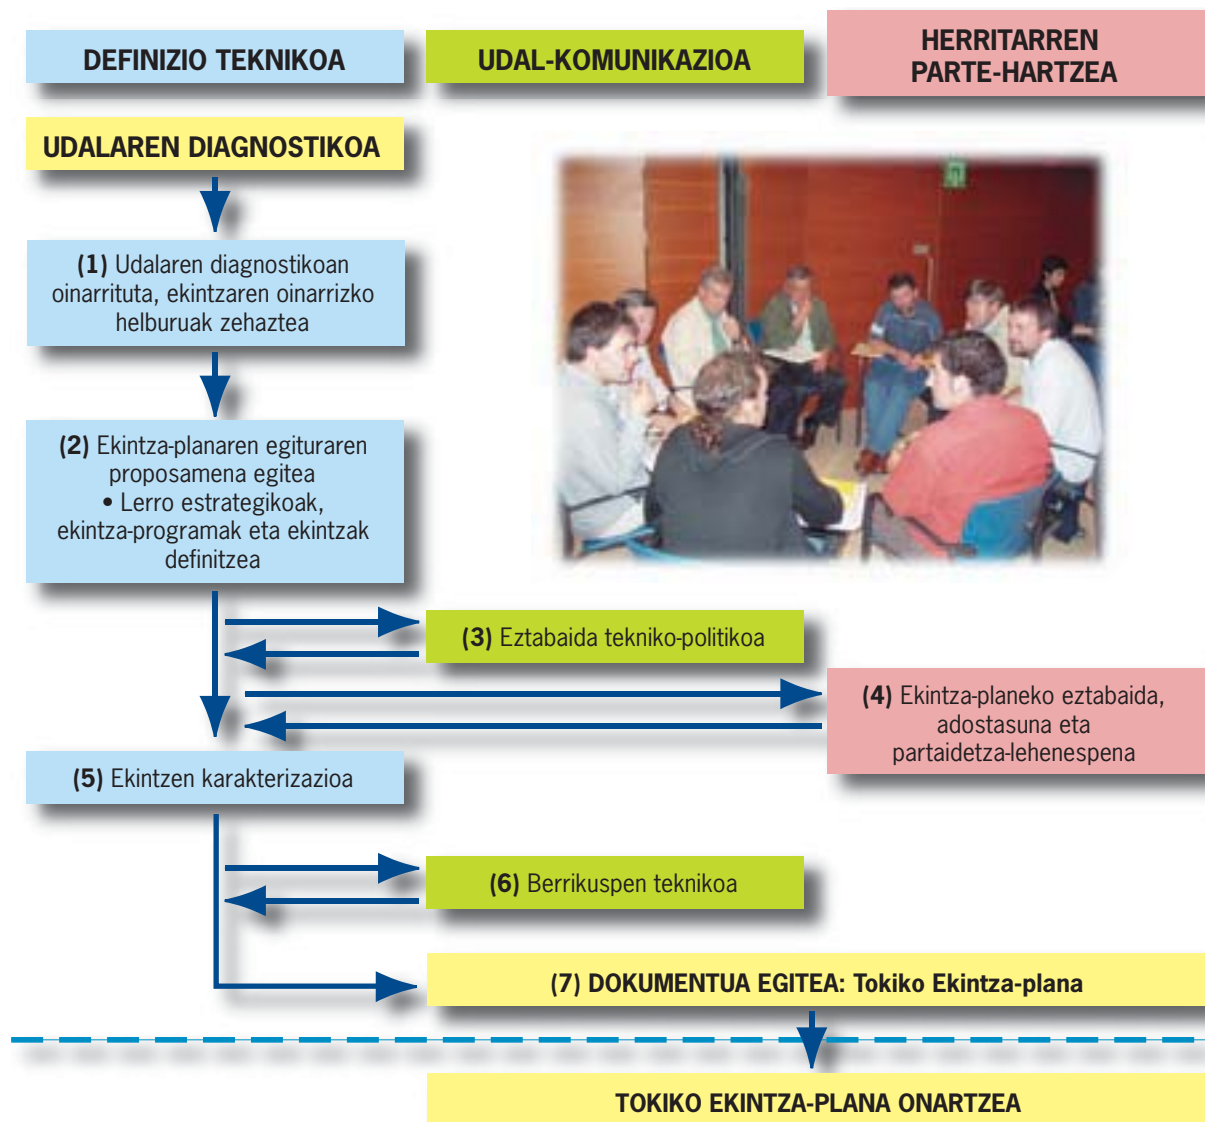 DEFINIZIO TEKNIKOA
UDAL-KOMUNIKAZIOA
HERRITARREN
PARTE-HARTZEA
UDALAREN DIAGNOSTIKOA
(1) Udalaren diagnostikoan
oinarrituta, ekintzaren oinarrizko
helburuak zehaztea
(2) Ekintza-planaren egituraren
proposamena egitea
• Lerro estrategikoak,
ekintza-programak eta ekintzak
definitzea
(3) Eztabaida tekniko-politikoa
(4) Ekintza-planeko eztabaida,
adostasuna eta
partaidetza-lehenespena
(5) Ekintzen karakterizazioa
(6) Berrikuspen teknikoa
(7) DOKUMENTUA EGITEA: Tokiko Ekintza-plana
TOKIKO EKINTZA-PLANA ONARTZEA